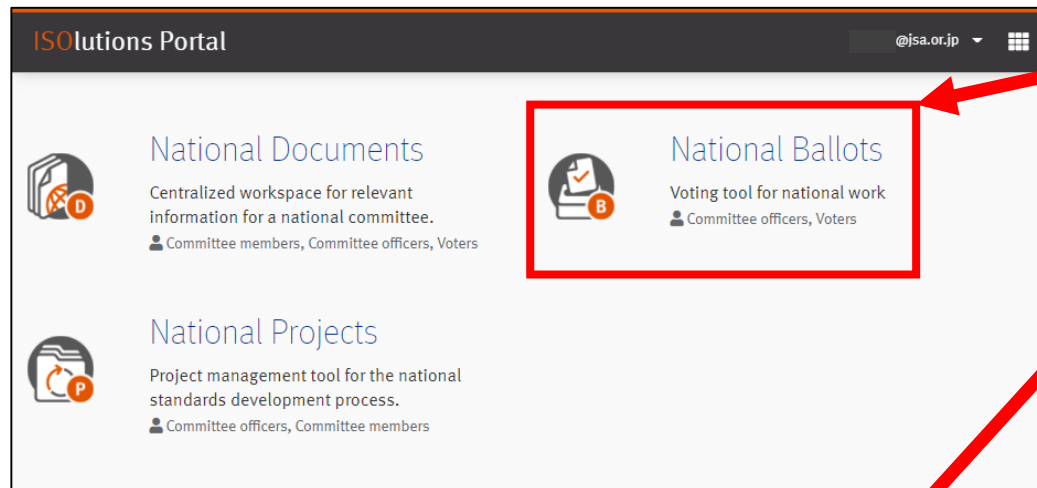 ISOlutions Portal
@jsa.or.jp
National Documents
Centralized workspace for relevant
information for a national committee.
Committee members, Committee officers, Voters
D
National Ballots
Voting tool for national work
Committee officers, Voters
B
National Projects
Project management tool for the national
standards development process.
Committee officers, Committee members
P